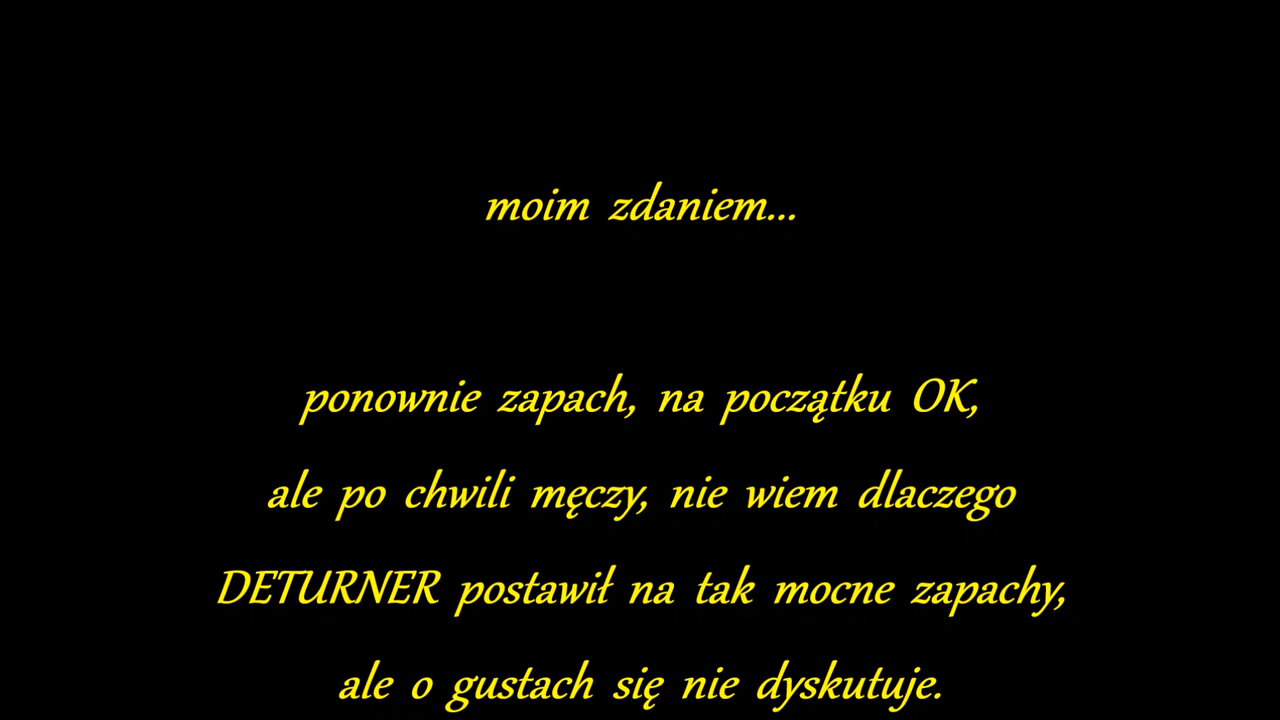 moim zdaniem...
ponownie zapach, na początku OK,
ale po chwili męczy, nie wiem dlaczego
DETURNER postawił na tak mocne zapachy,
ale o gustach się nie dyskutuje.